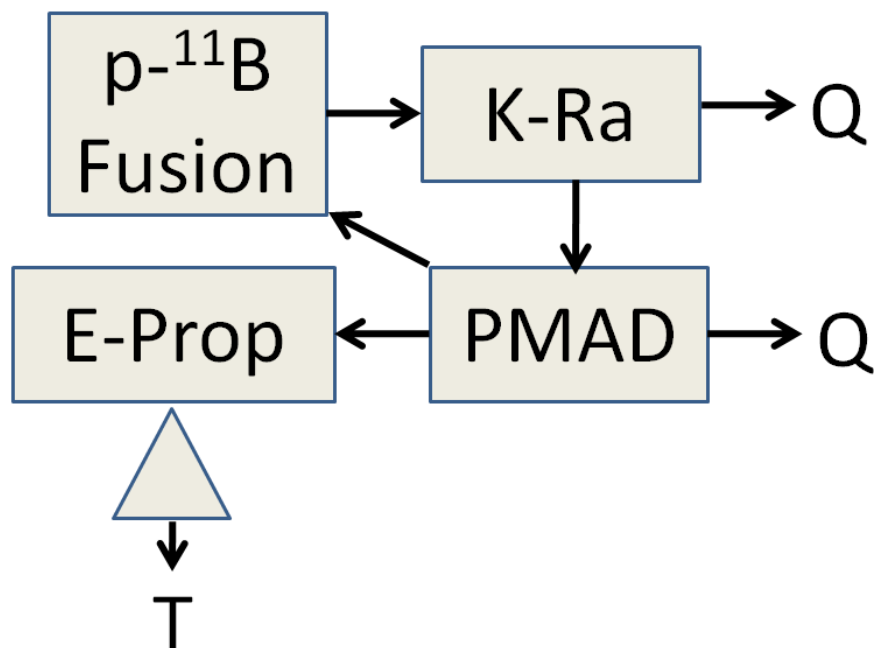 p-¹¹B
Fusion
K-Ra
Q
E-Prop
PMAD
Q
T